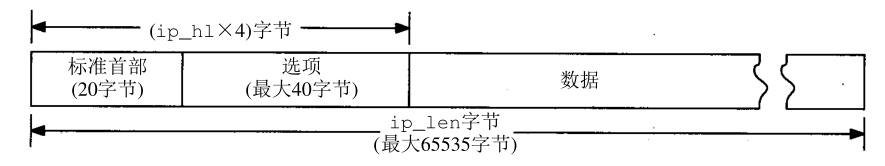 (ip_hl×4)字节
标准首部 选项 数据
(20字节) (最大40字节)
ip_len字节
(最大65535字节)